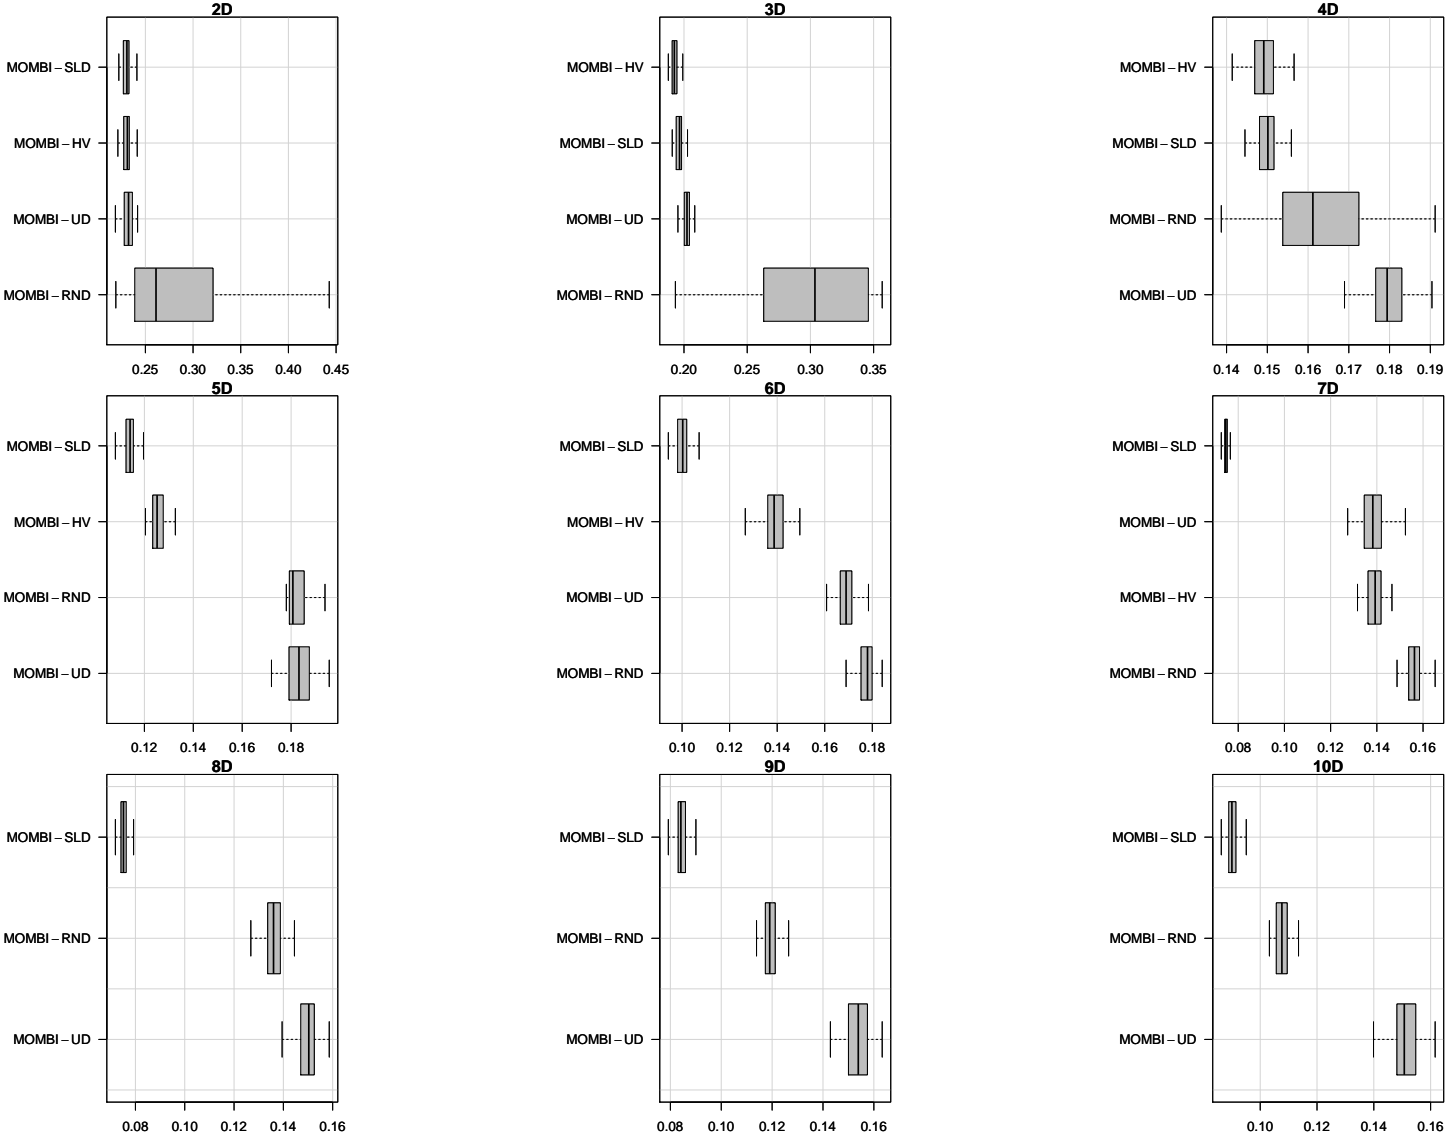 2D
MOMBI–SLD
MOMBI–HV
MOMBI–UD
MOMBI–RND
0.25 0.30 0.35 0.40 0.45
3D
MOMBI–HV
MOMBI–SLD
MOMBI–UD
MOMBI–RND
0.20 0.25 0.30 0.35
4D
MOMBI–HV
MOMBI–SLD
MOMBI–RND
MOMBI–UD
0.14 0.15 0.16 0.17 0.18 0.19
5D
MOMBI–SLD
MOMBI–HV
MOMBI–RND
MOMBI–UD
0.12 0.14 0.16 0.18
6D
MOMBI–SLD
MOMBI–HV
MOMBI–UD
MOMBI–RND
0.10 0.12 0.14 0.16 0.18
7D
MOMBI–SLD
MOMBI–UD
MOMBI–HV
MOMBI–RND
0.08 0.10 0.12 0.14 0.16
8D
MOMBI–SLD
MOMBI–RND
MOMBI–UD
0.08 0.10 0.12 0.14 0.16
9D
MOMBI–SLD
MOMBI–RND
MOMBI–UD
0.08 0.10 0.12 0.14 0.16
10D
MOMBI–SLD
MOMBI–RND
MOMBI–UD
0.10 0.12 0.14 0.16